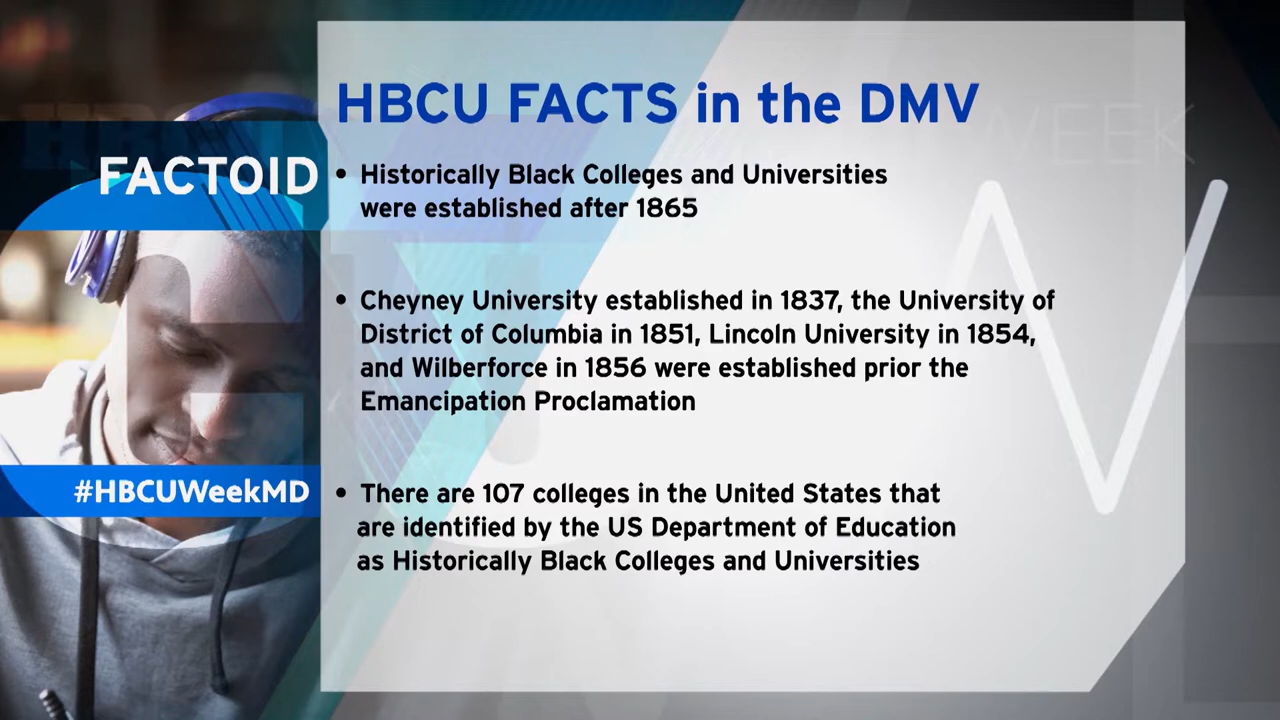 HBCU FACTS in the DMV
WEEK
FACTOID
• Historically Black Colleges and Universities
were established after 1865
• Cheyney University established in 1837, the University of
District of Columbia in 1851, Lincoln University in 1854,
and Wilberforce in 1856 were established prior the
Emancipation Proclamation
#HBCUWeekMD
• There are 107 colleges in the United States that
are identified by the US Department of Education
as Historically Black Colleges and Universities